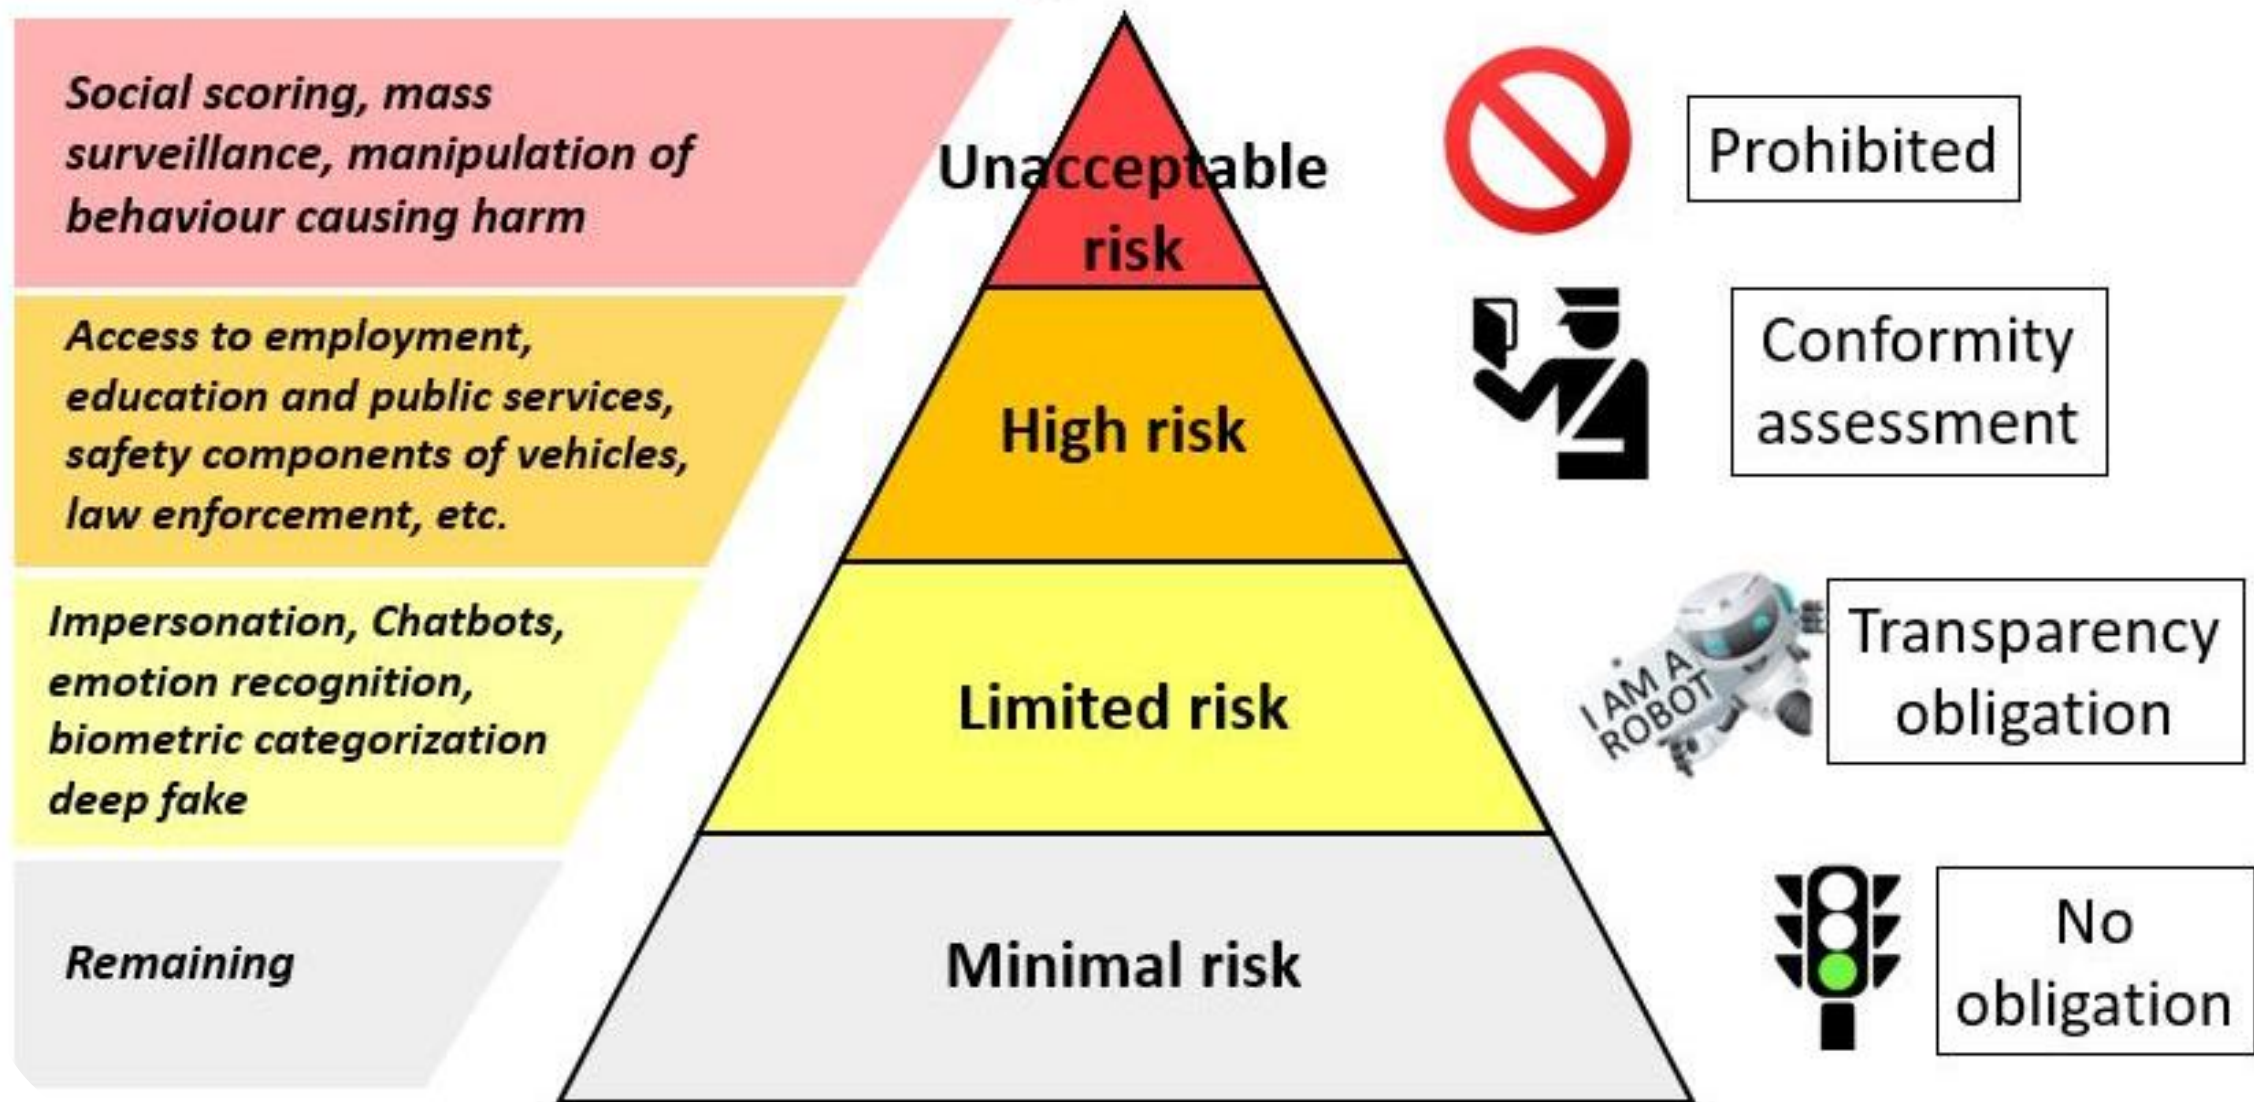 Social scoring, mass
surveillance, manipulation of
behaviour causing harm
Unacceptable
risk
Prohibited
Access to employment,
education and public services,
safety components of vehicles,
law enforcement, etc.
High risk
Conformity
assessment
Impersonation, Chatbots,
emotion recognition,
biometric categorization
deep fake
Limited risk
I AM A
ROBOT
Transparency
obligation
Remaining
Minimal risk
No
obligation